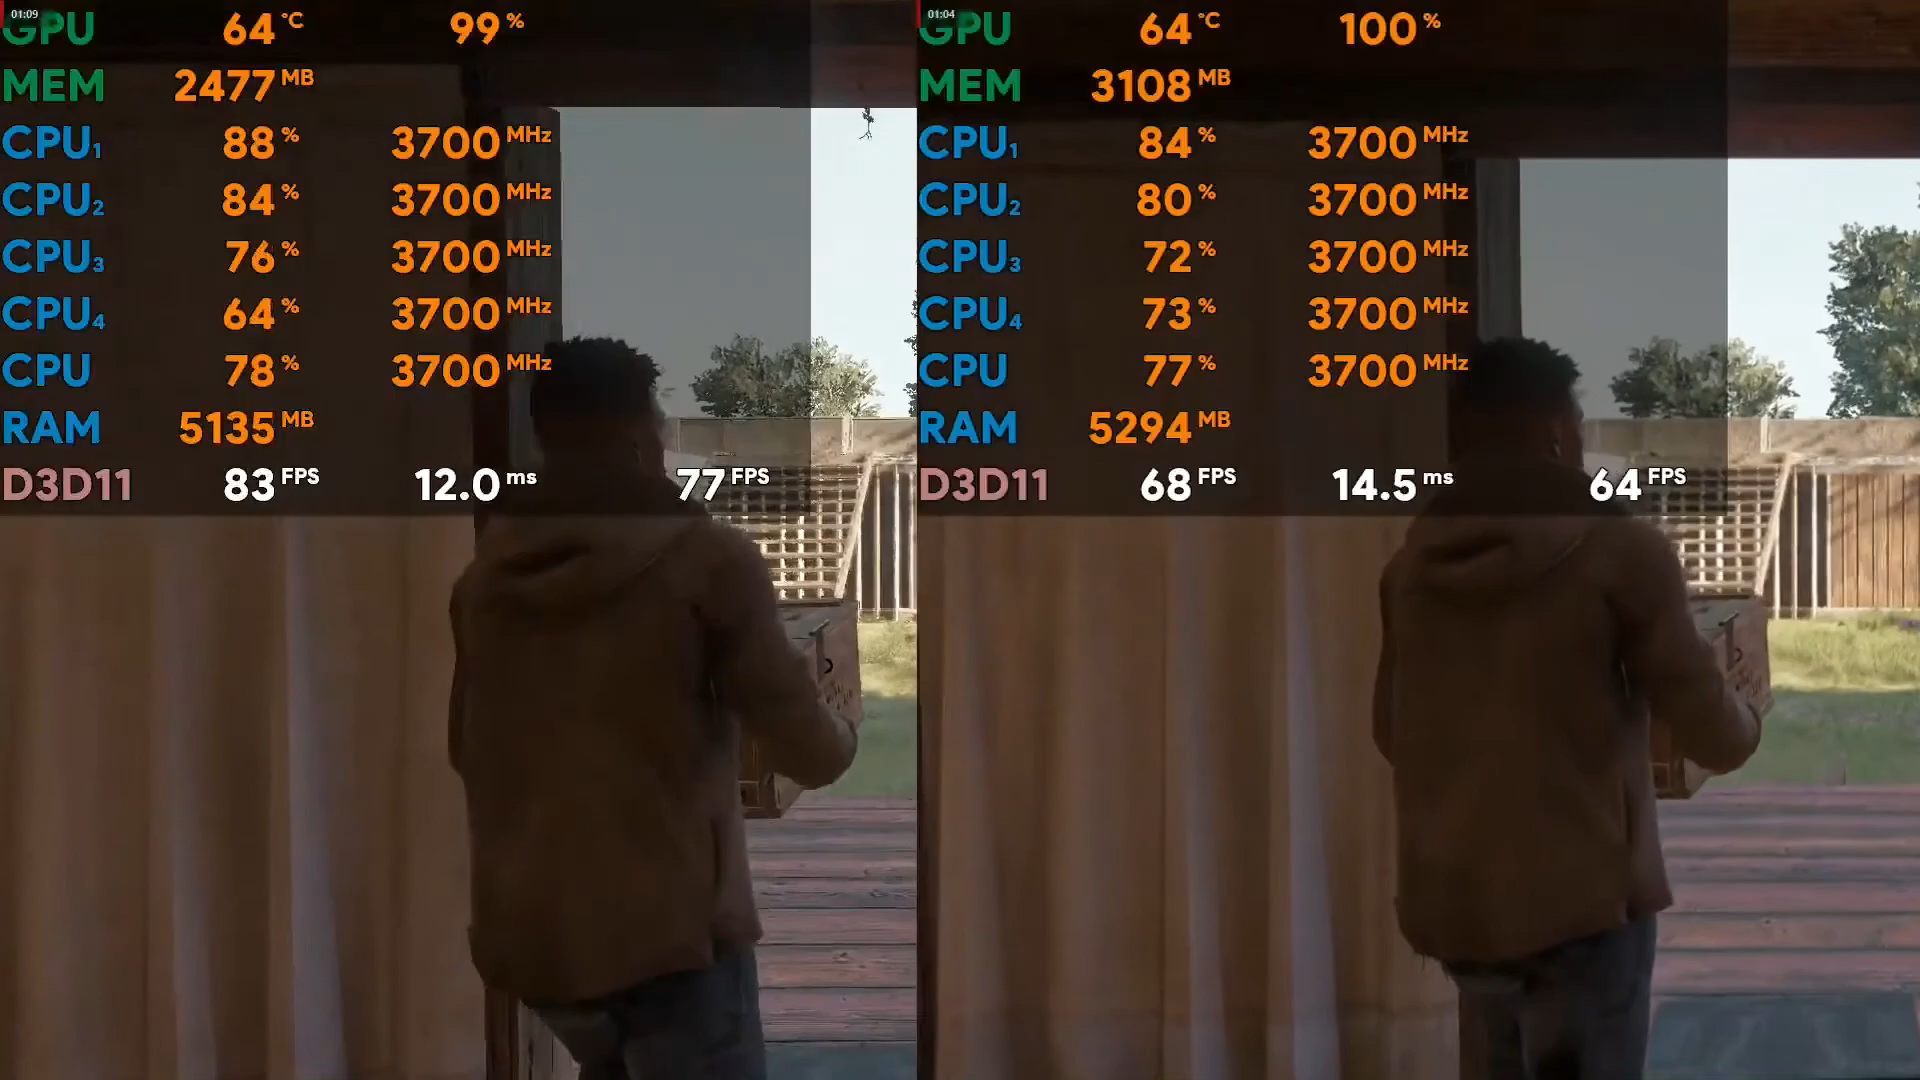 01:09
GPU 64 °C 99 %
MEM 2477 MB
CPU1 88 % 3700 MHz
CPU2 84 % 3700 MHz
CPU3 76 % 3700 MHz
CPU4 64 % 3700 MHz
CPU 78 % 3700 MHz
RAM 5135 MB
D3D11 83 FPS 12.0 ms 77 FPS
01:04
GPU 64 °C 100 %
MEM 3108 MB
CPU1 84 % 3700 MHz
CPU2 80 % 3700 MHz
CPU3 72 % 3700 MHz
CPU4 73 % 3700 MHz
CPU 77 % 3700 MHz
RAM 5294 MB
D3D11 68 FPS 14.5 ms 64 FPS